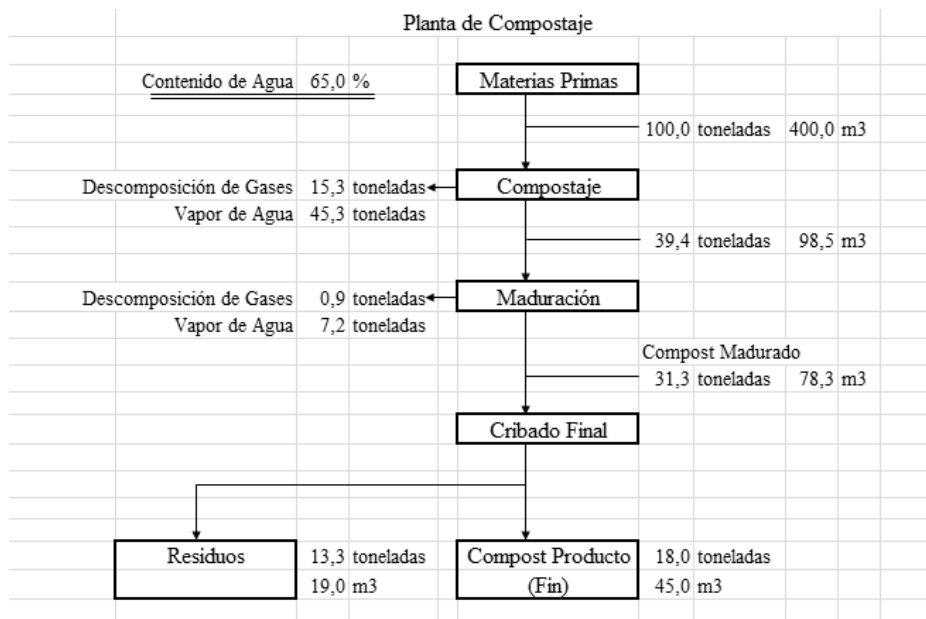 Planta de Compostaje
Contenido de Agua 65,0 % Materias Primas
100,0 toneladas 400,0 m3
Descomposición de Gases 15,3 toneladas Compostaje
Vapor de Agua 45,3 toneladas
39,4 toneladas 98,5 m3
Descomposición de Gases 0,9 toneladas Maduración
Vapor de Agua 7,2 toneladas
Compost Madurado
31,3 toneladas 78,3 m3
Cribado Final
Residuos 13,3 toneladas Compost Producto 18,0 toneladas
19,0 m3 (Fin) 45,0 m3